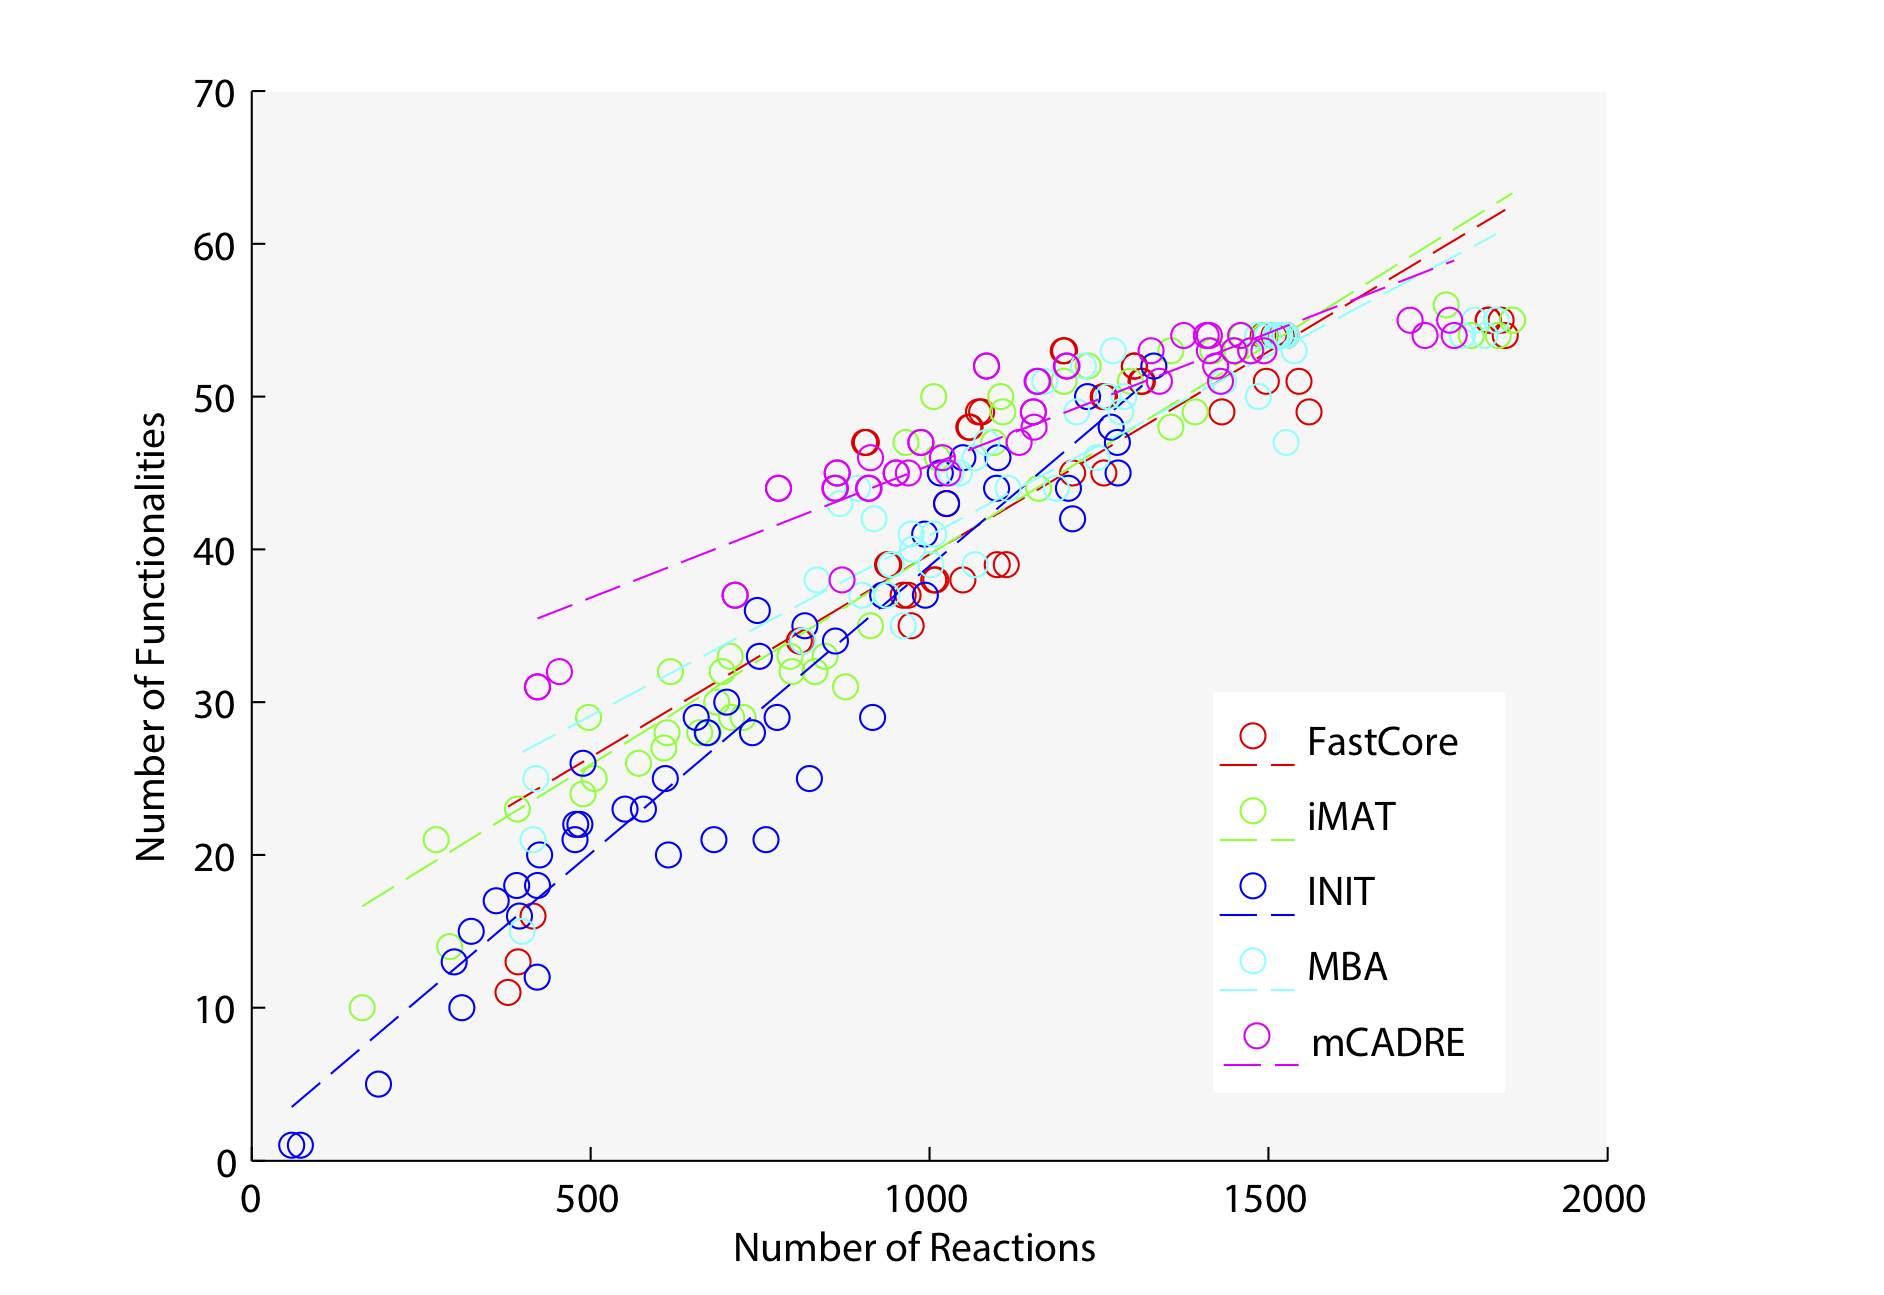 70
60
50
40
30
20
10
0
0 500 1000 1500 2000
Number of Functionalities
Number of Reactions
FastCore
iMAT
INIT
MBA
mCADRE